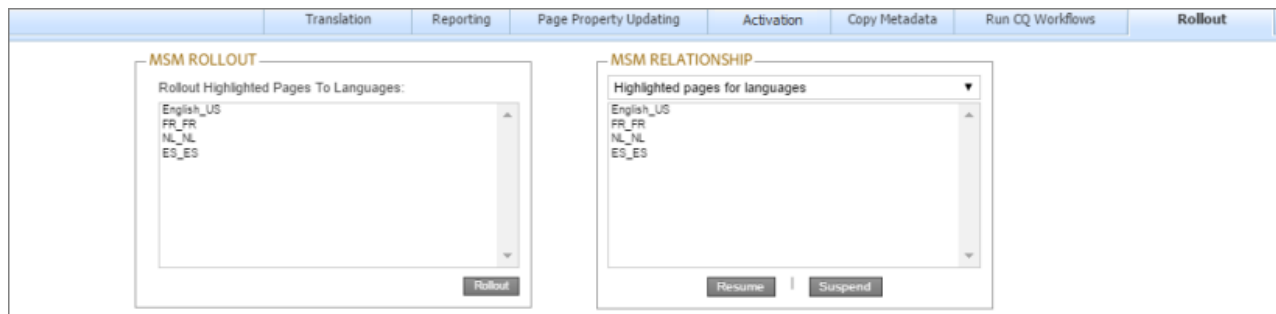 Translation Reporting Page Property Updating Activation Copy Metadata Run CQ Workflows Rollout
MSM ROLLOUT
Rollout Highlighted Pages To Languages:
English_US
FR_FR
NL_NL
ES_ES
Rollout
MSM RELATIONSHIP
Highlighted pages for languages
English_US
FR_FR
NL_NL
ES_ES
Resume | Suspend